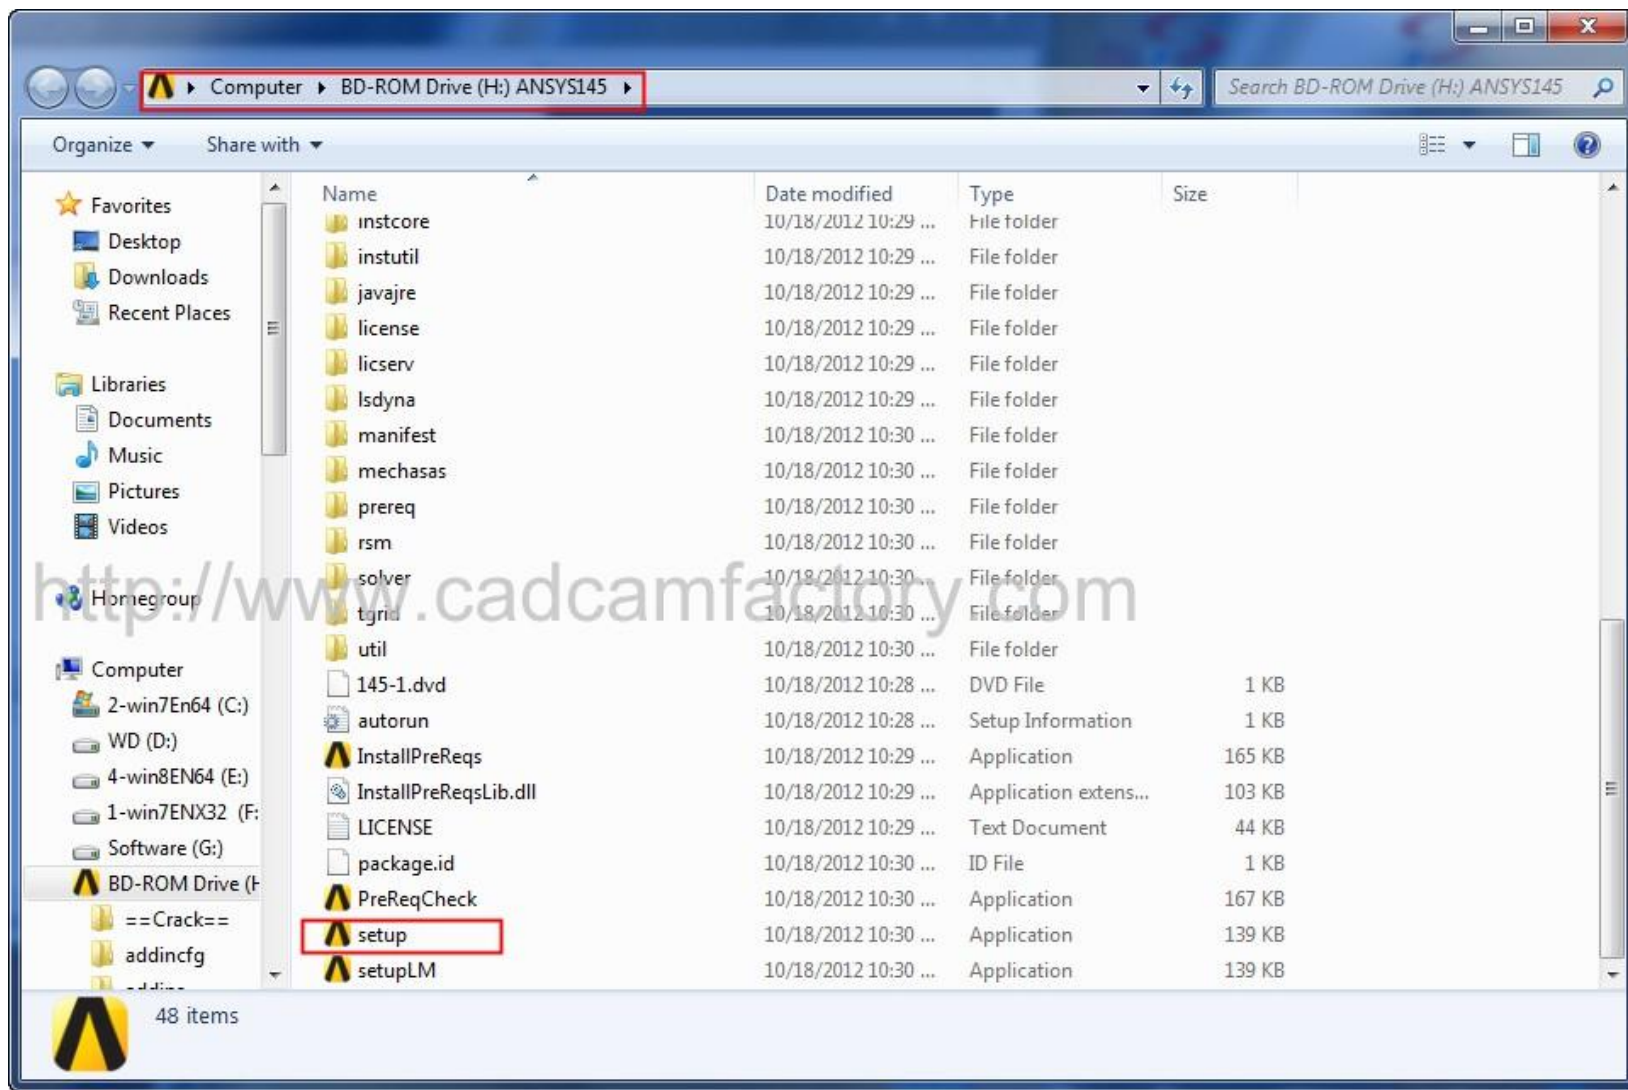 Computer ▸ BD-ROM Drive (H:) ANSYS145 ▸
Search BD-ROM Drive (H:) ANSYS145
Organize ▾ Share with ▾
Favorites
Desktop
Downloads
Recent Places
Libraries
Documents
Music
Pictures
Videos
Homegroup
Computer
2-win7En64 (C:)
WD (D:)
4-win8EN64 (E:)
1-win7ENX32 (F:
Software (G:)
BD-ROM Drive (H
==Crack==
addincfg
Name Date modified Type Size
instcore 10/18/2012 10:29 ... File folder
instutil 10/18/2012 10:29 ... File folder
javajre 10/18/2012 10:29 ... File folder
license 10/18/2012 10:29 ... File folder
licserv 10/18/2012 10:29 ... File folder
lsdyna 10/18/2012 10:29 ... File folder
manifest 10/18/2012 10:30 ... File folder
mechasas 10/18/2012 10:30 ... File folder
prereq 10/18/2012 10:30 ... File folder
rsm 10/18/2012 10:30 ... File folder
solver 10/18/2012 10:30 ... File folder
tgrid 10/18/2012 10:30 ... File folder
util 10/18/2012 10:30 ... File folder
145-1.dvd 10/18/2012 10:28 ... DVD File 1 KB
autorun 10/18/2012 10:28 ... Setup Information 1 KB
InstallPreReqs 10/18/2012 10:29 ... Application 165 KB
InstallPreReqsLib.dll 10/18/2012 10:29 ... Application extens... 103 KB
LICENSE 10/18/2012 10:29 ... Text Document 44 KB
package.id 10/18/2012 10:30 ... ID File 1 KB
PreReqCheck 10/18/2012 10:30 ... Application 167 KB
setup 10/18/2012 10:30 ... Application 139 KB
setupLM 10/18/2012 10:30 ... Application 139 KB
http://www.cadcamfactory.com
48 items